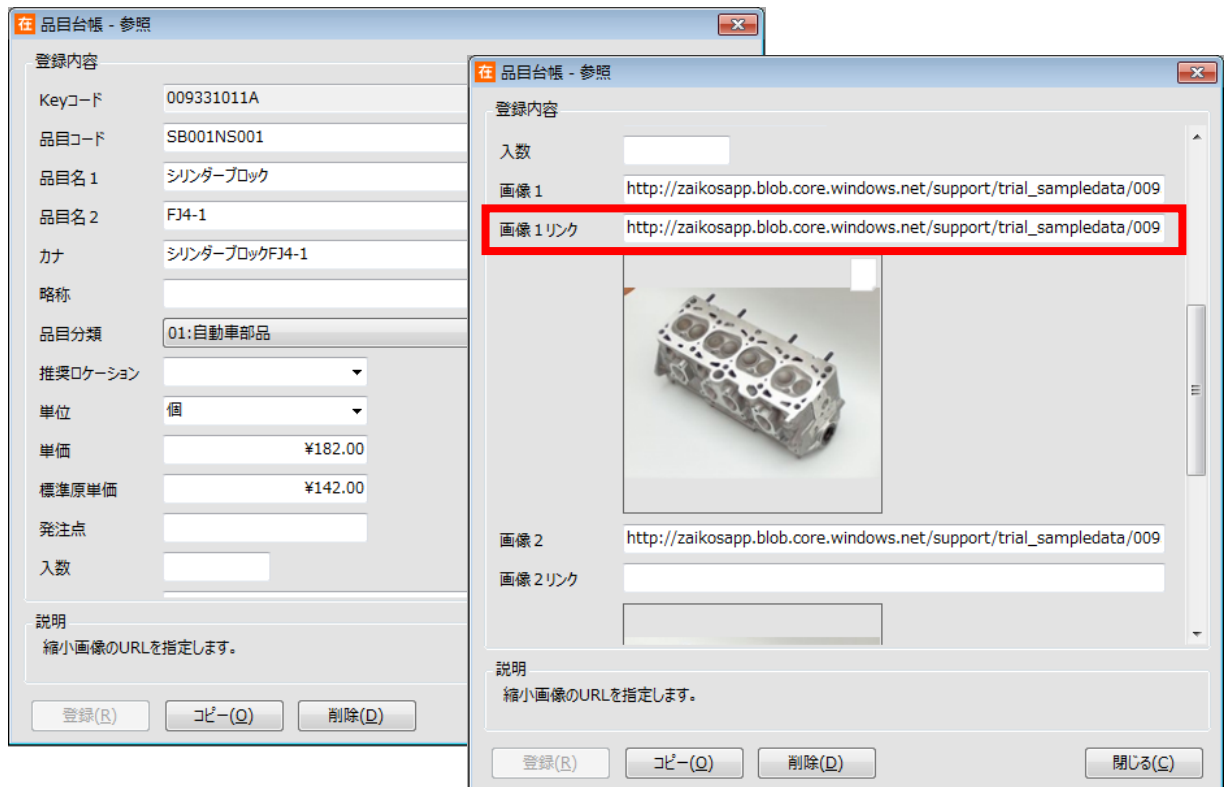 在 品目台帳 - 参照
登録内容
Keyコード 009331011A
品目コード SB001NS001
品目名１ シリンダーブロック
品目名２ FJ4-1
カナ シリンダーブロックFJ4-1
略称
品目分類 01:自動車部品
推奨ロケーション
単位 個
単価 ¥182.00
標準原単価 ¥142.00
発注点
入数
説明
縮小画像のURLを指定します。
登録(R) コピー(O) 削除(D)
在 品目台帳 - 参照
登録内容
入数
画像１ http://zaikosapp.blob.core.windows.net/support/trial_sampledata/009
画像１リンク http://zaikosapp.blob.core.windows.net/support/trial_sampledata/009
画像２ http://zaikosapp.blob.core.windows.net/support/trial_sampledata/009
画像２リンク
説明
縮小画像のURLを指定します。
登録(R) コピー(O) 削除(D) 閉じる(C)